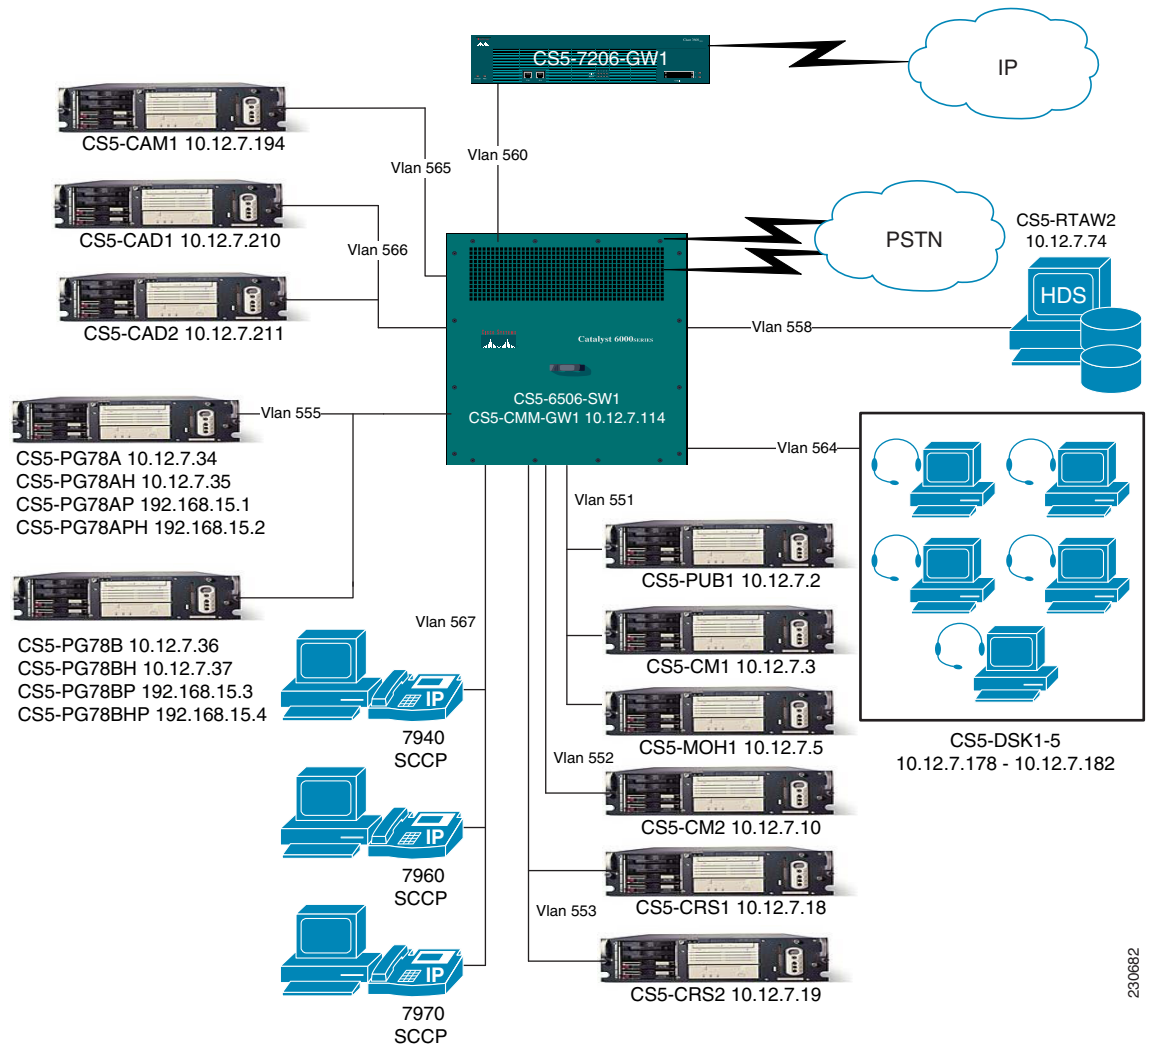 CS5-7206-GW1
IP
CS5-CAM1 10.12.7.194
Vlan 565
Vlan 560
CS5-CAD1 10.12.7.210
Vlan 566
PSTN
CS5-RTAW2
10.12.7.74
HDS
CS5-CAD2 10.12.7.211
Vlan 558
Catalyst 6000SERIES
CS5-6506-SW1
CS5-CMM-GW1 10.12.7.114
Vlan 555
CS5-PG78A 10.12.7.34
CS5-PG78AH 10.12.7.35
CS5-PG78AP 192.168.15.1
CS5-PG78APH 192.168.15.2
Vlan 564
Vlan 551
CS5-PUB1 10.12.7.2
CS5-PG78B 10.12.7.36
CS5-PG78BH 10.12.7.37
CS5-PG78BP 192.168.15.3
CS5-PG78BHP 192.168.15.4
Vlan 567
CS5-CM1 10.12.7.3
IP
7940
SCCP
CS5-MOH1 10.12.7.5
CS5-DSK1-5
10.12.7.178 - 10.12.7.182
Vlan 552
CS5-CM2 10.12.7.10
IP
7960
SCCP
CS5-CRS1 10.12.7.18
Vlan 553
IP
7970
SCCP
CS5-CRS2 10.12.7.19
230682